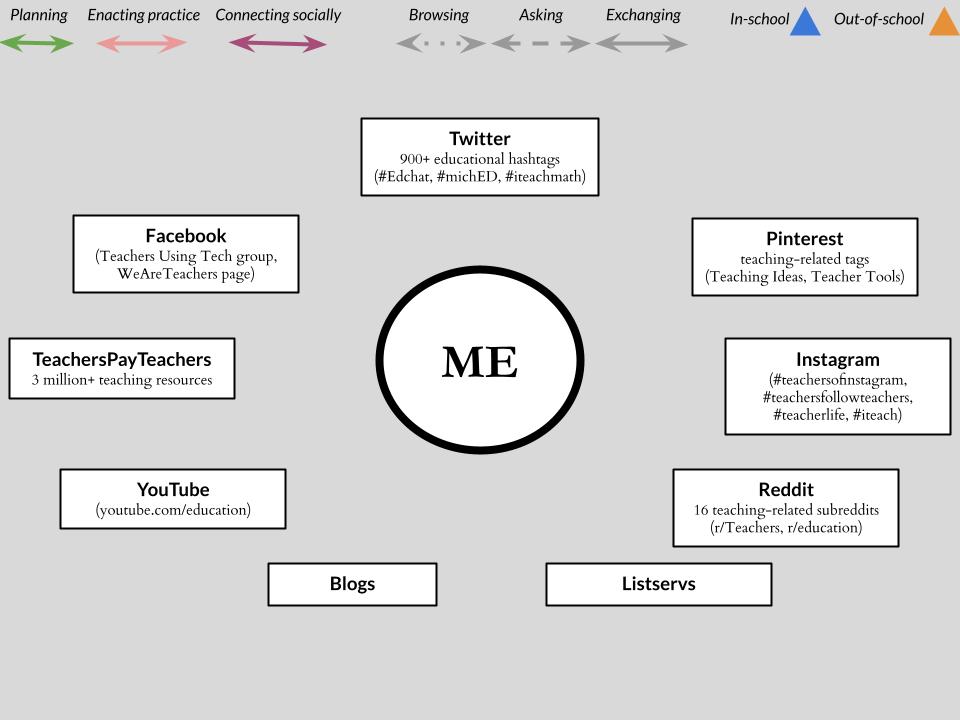 Planning
Enacting practice
Connecting socially
Browsing
Asking
Exchanging
In-school
Out-of-school
Twitter
900+ educational hashtags
(#Edchat, #michED, #iteachmath)
Facebook
(Teachers Using Tech group,
WeAreTeachers page)
Pinterest
teaching-related tags
(Teaching Ideas, Teacher Tools)
ME
TeachersPayTeachers
3 million+ teaching resources
Instagram
(#teachersofinstagram,
#teachersfollowteachers,
#teacherlife, #iteach)
YouTube
(youtube.com/education)
Reddit
16 teaching-related subreddits
(r/Teachers, r/education)
Blogs
Listservs